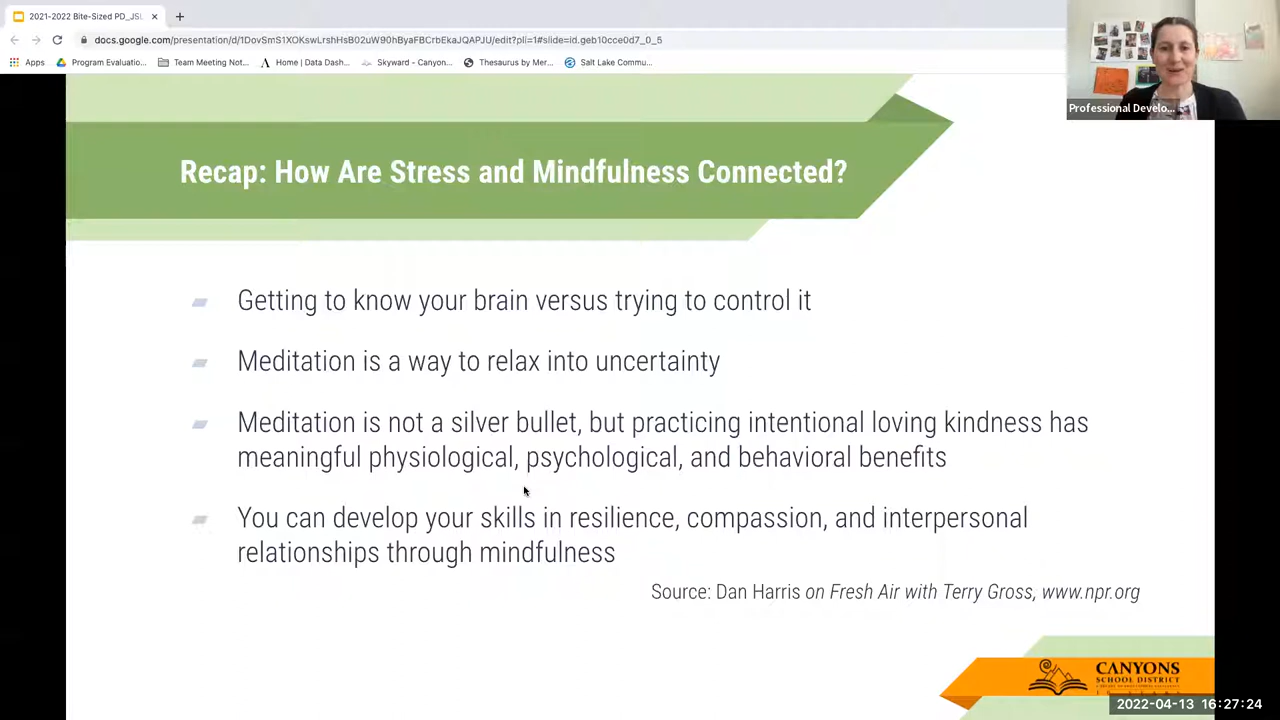 2021-2022 Bite-Sized PD_JSL
docs.google.com/presentation/d/1DovSmS1XOKswLrshHsB02uW90hByaFBCrbEkaJQAPJU/edit?pli=1#slide=id.geb10cce0d7_0_5
Apps Program Evaluatio... Team Meeting Not... Home | Data Dash... Skyward - Canyon... Thesaurus by Mer... Salt Lake Commu...
Professional Develo...
Recap: How Are Stress and Mindfulness Connected?
Getting to know your brain versus trying to control it
Meditation is a way to relax into uncertainty
Meditation is not a silver bullet, but practicing intentional loving kindness has
meaningful physiological, psychological, and behavioral benefits
You can develop your skills in resilience, compassion, and interpersonal
relationships through mindfulness
Source: Dan Harris on Fresh Air with Terry Gross, www.npr.org
CANYONS
SCHOOL DISTRICT
2022-04-13 16:27:24